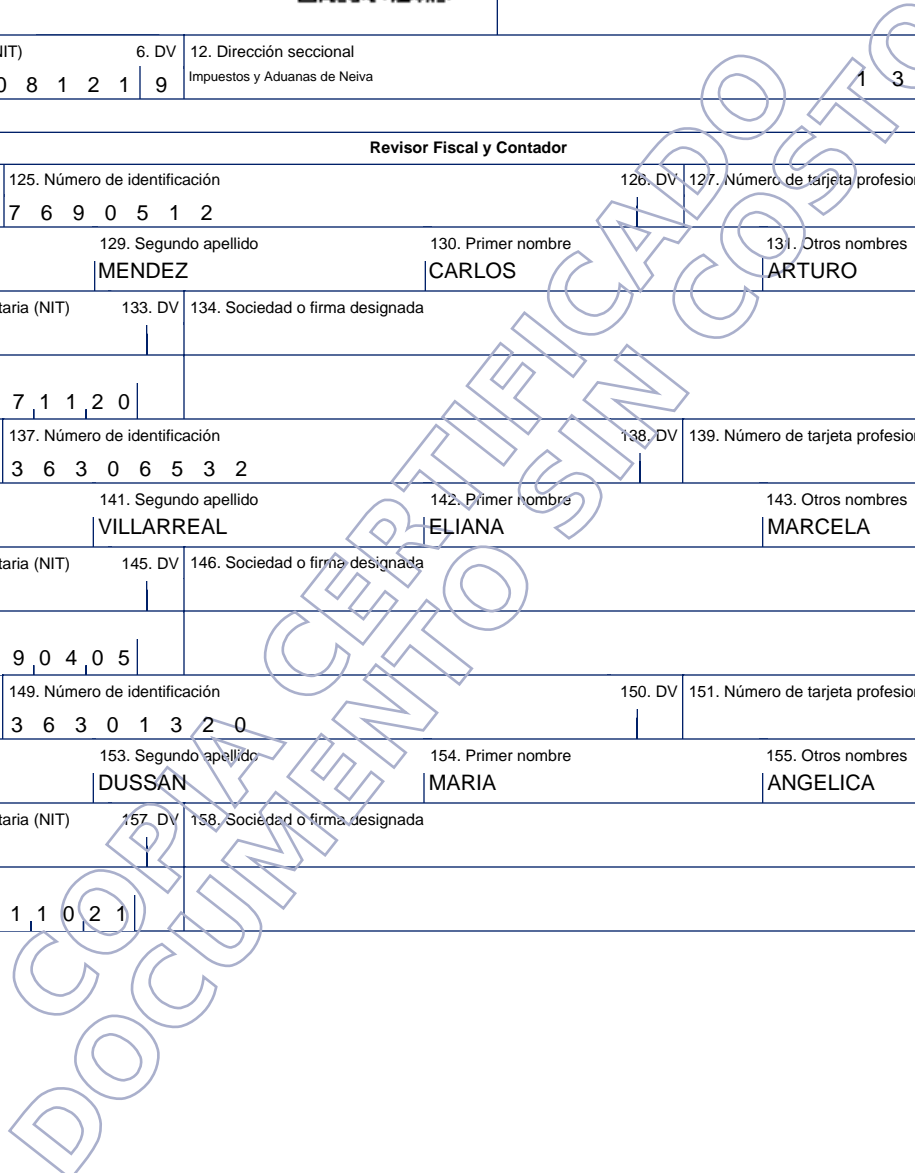 NIT) 6. DV 12. Dirección seccional
0 8 1 2 1 9 Impuestos y Aduanas de Neiva 1 3
Revisor Fiscal y Contador
125. Número de identificación 126. DV 127. Número de tarjeta profesion
7 6 9 0 5 1 2
129. Segundo apellido 130. Primer nombre 131. Otros nombres
MENDEZ CARLOS ARTURO
taria (NIT) 133. DV 134. Sociedad o firma designada
7 1 1 2 0
137. Número de identificación 138. DV 139. Número de tarjeta profesion
3 6 3 0 6 5 3 2
141. Segundo apellido 142. Primer nombre 143. Otros nombres
VILLARREAL ELIANA MARCELA
taria (NIT) 145. DV 146. Sociedad o firma designada
9 0 4 0 5
149. Número de identificación 150. DV 151. Número de tarjeta profesion
3 6 3 0 1 3 2 0
153. Segundo apellido 154. Primer nombre 155. Otros nombres
DUSSAN MARIA ANGELICA
taria (NIT) 157. DV 158. Sociedad o firma designada
1 1 0 2 1
COPIA CERTIFICADO
DOCUMENTO SIN COSTO